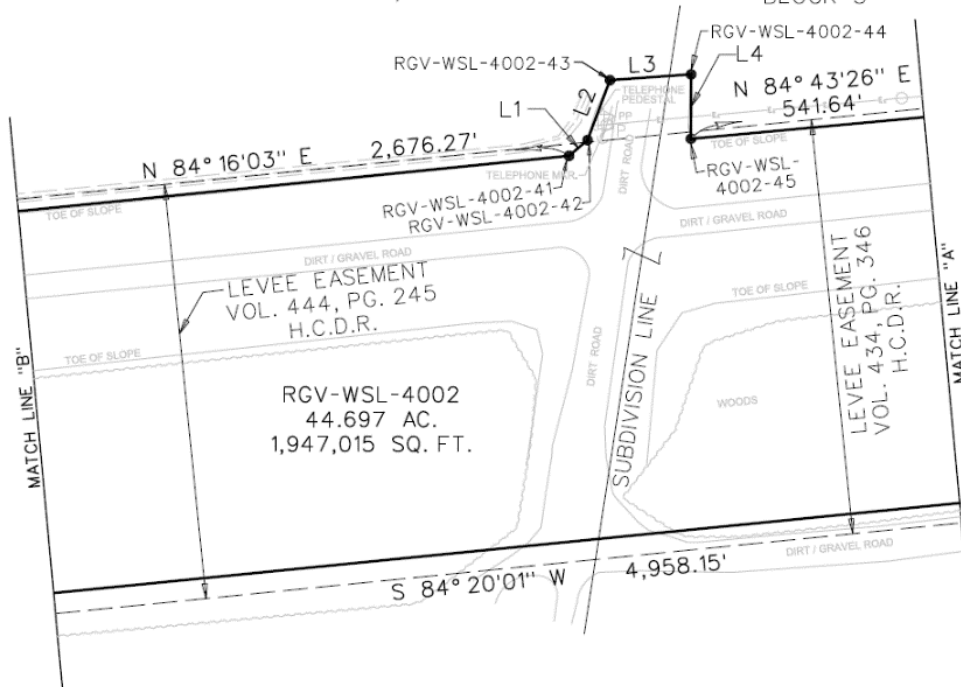 RGV-WSL-4002-44
RGV-WSL-4002-43
L3
L4
N 84° 43'26" E
541.64'
L2
L1
TELEPHONE
PEDESTAL
PP
TP
N 84° 16'03" E 2,676.27'
TOE OF SLOPE
TELEPHONE MKR.
RGV-WSL-
4002-45
RGV-WSL-4002-41
RGV-WSL-4002-42
TOE OF SLOPE
DIRT ROAD
DIRT / GRAVEL ROAD
DIRT / GRAVEL ROAD
LEVEE EASEMENT
VOL. 444, PG. 245
H.C.D.R.
TOE OF SLOPE
TOE OF SLOPE
LEVEE EASEMENT
VOL. 434, PG. 346
H.C.D.R.
MATCH LINE "A"
MATCH LINE "B"
RGV-WSL-4002
44.697 AC.
1,947,015 SQ. FT.
DIRT ROAD
SUBDIVISION LINE
WOODS
DIRT / GRAVEL ROAD
S 84° 20'01" W 4,958.15'